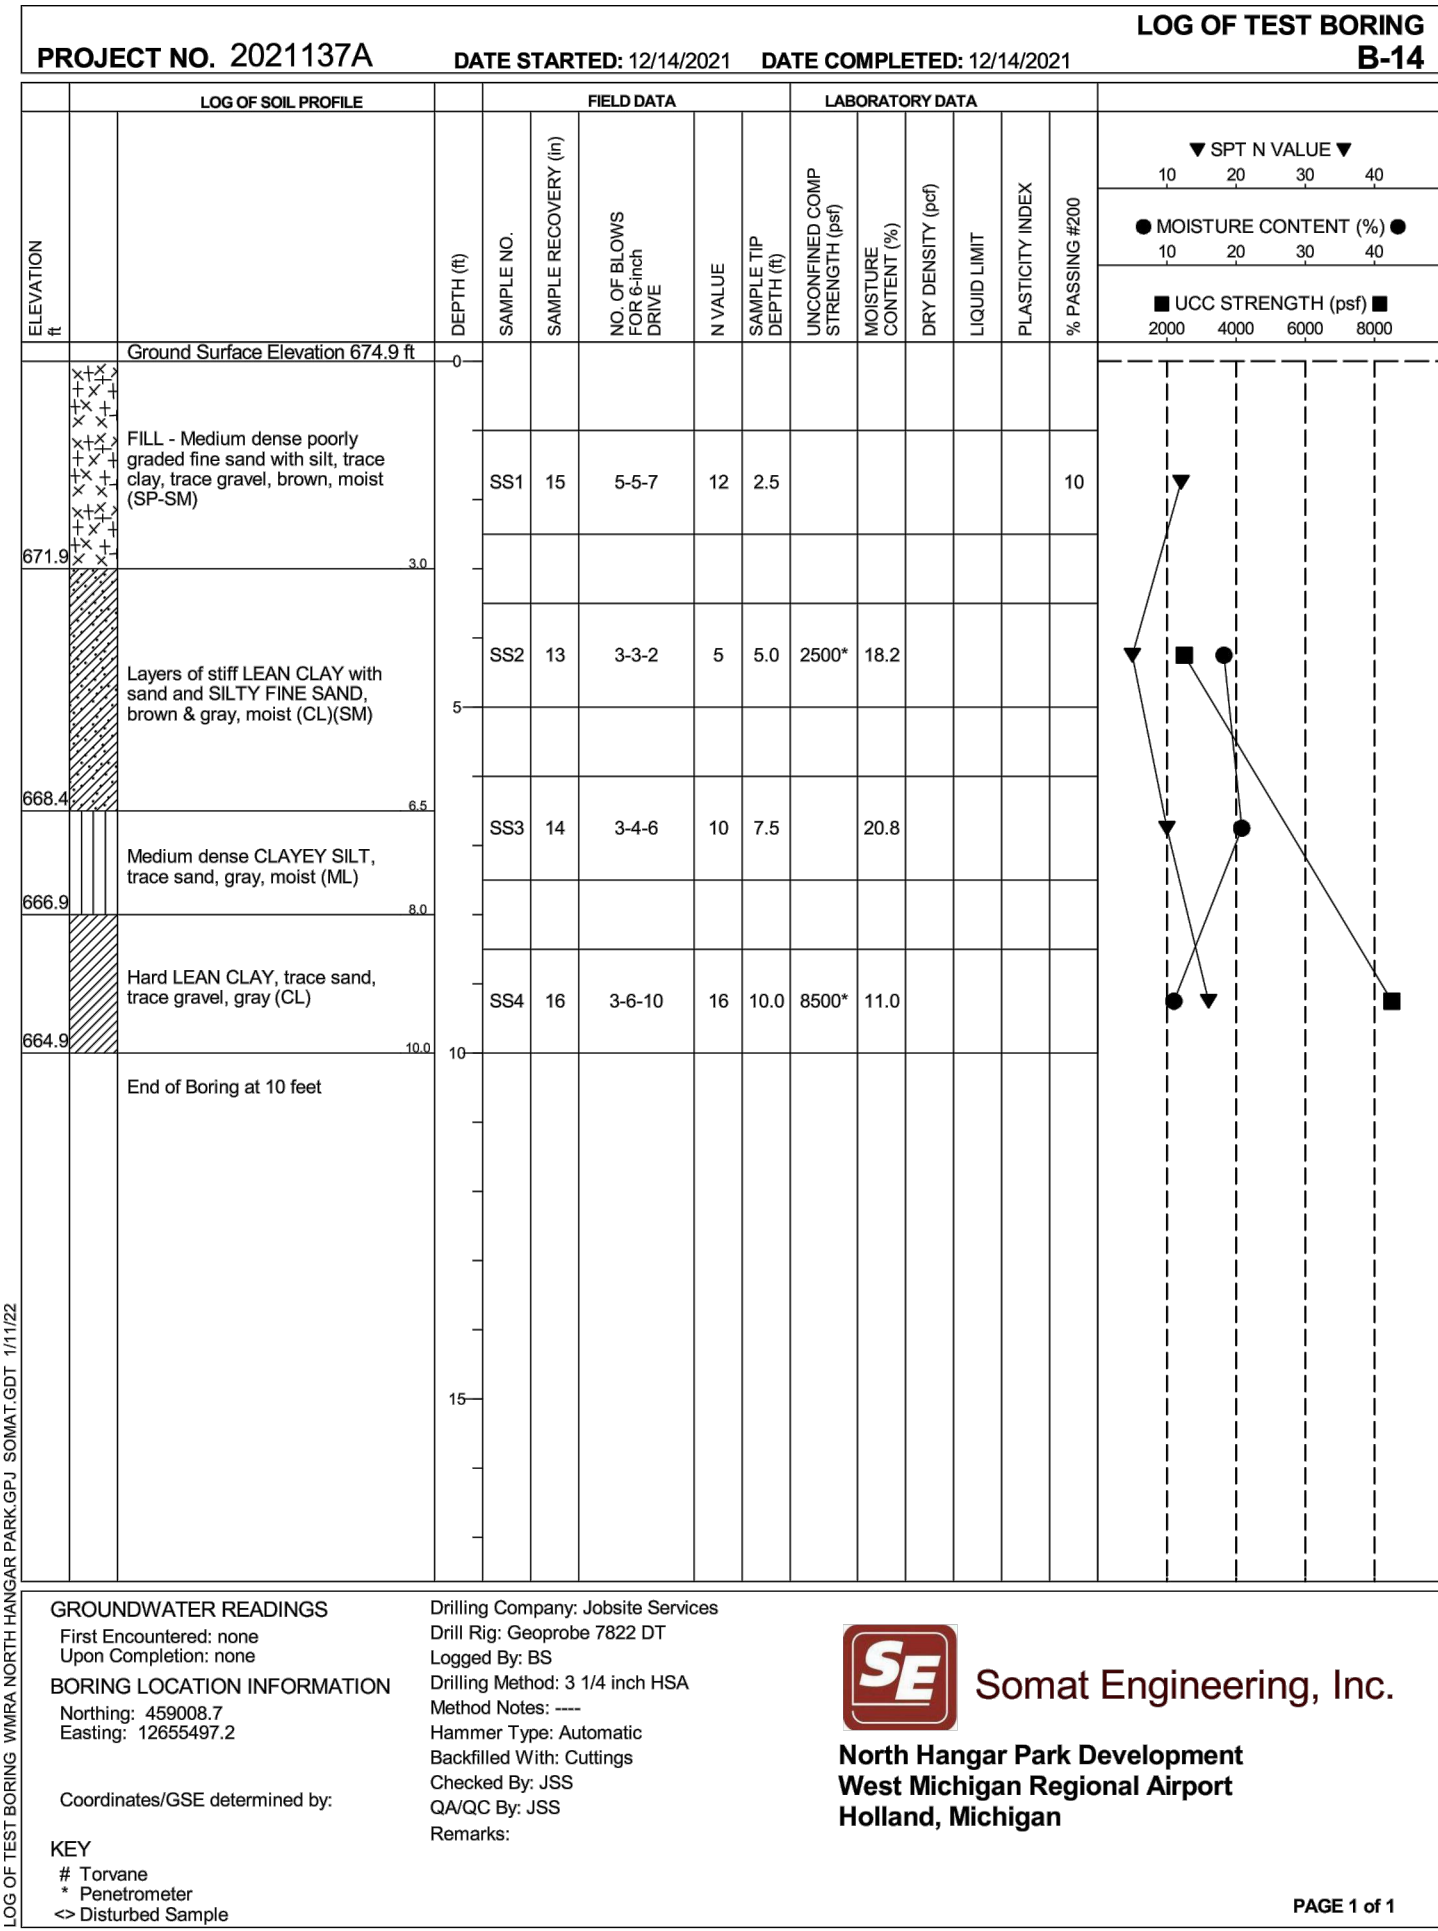 LOG OF TEST BORING
PROJECT NO. 2021137A DATE STARTED: 12/14/2021 DATE COMPLETED: 12/14/2021 B-14
LOG OF SOIL PROFILE FIELD DATA LABORATORY DATA
ELEVATION
ft
DEPTH (ft)
SAMPLE NO.
SAMPLE RECOVERY (in)
NO. OF BLOWS
FOR 6-inch
DRIVE
N VALUE
SAMPLE TIP
DEPTH (ft)
UNCONFINED COMP
STRENGTH (psf)
MOISTURE
CONTENT (%)
DRY DENSITY (pcf)
LIQUID LIMIT
PLASTICITY INDEX
% PASSING #200
▼ SPT N VALUE ▼
10 20 30 40
● MOISTURE CONTENT (%) ●
10 20 30 40
■ UCC STRENGTH (psf) ■
2000 4000 6000 8000
Ground Surface Elevation 674.9 ft
0
FILL - Medium dense poorly
graded fine sand with silt, trace
clay, trace gravel, brown, moist
(SP-SM)
SS1 15 5-5-7 12 2.5 10
671.9 3.0
Layers of stiff LEAN CLAY with
sand and SILTY FINE SAND,
brown & gray, moist (CL)(SM)
SS2 13 3-3-2 5 5.0 2500* 18.2
5
668.4 6.5
SS3 14 3-4-6 10 7.5 20.8
Medium dense CLAYEY SILT,
trace sand, gray, moist (ML)
666.9 8.0
Hard LEAN CLAY, trace sand,
trace gravel, gray (CL)
SS4 16 3-6-10 16 10.0 8500* 11.0
664.9 10.0
10
End of Boring at 10 feet
15
LOG OF TEST BORING WMRA NORTH HANGAR PARK.GPJ SOMAT.GDT 1/11/22
GROUNDWATER READINGS
First Encountered: none
Upon Completion: none
BORING LOCATION INFORMATION
Northing: 459008.7
Easting: 12655497.2
Coordinates/GSE determined by:
KEY
# Torvane
* Penetrometer
<> Disturbed Sample
Drilling Company: Jobsite Services
Drill Rig: Geoprobe 7822 DT
Logged By: BS
Drilling Method: 3 1/4 inch HSA
Method Notes: ----
Hammer Type: Automatic
Backfilled With: Cuttings
Checked By: JSS
QA/QC By: JSS
Remarks:
SE
Somat Engineering, Inc.
North Hangar Park Development
West Michigan Regional Airport
Holland, Michigan
PAGE 1 of 1